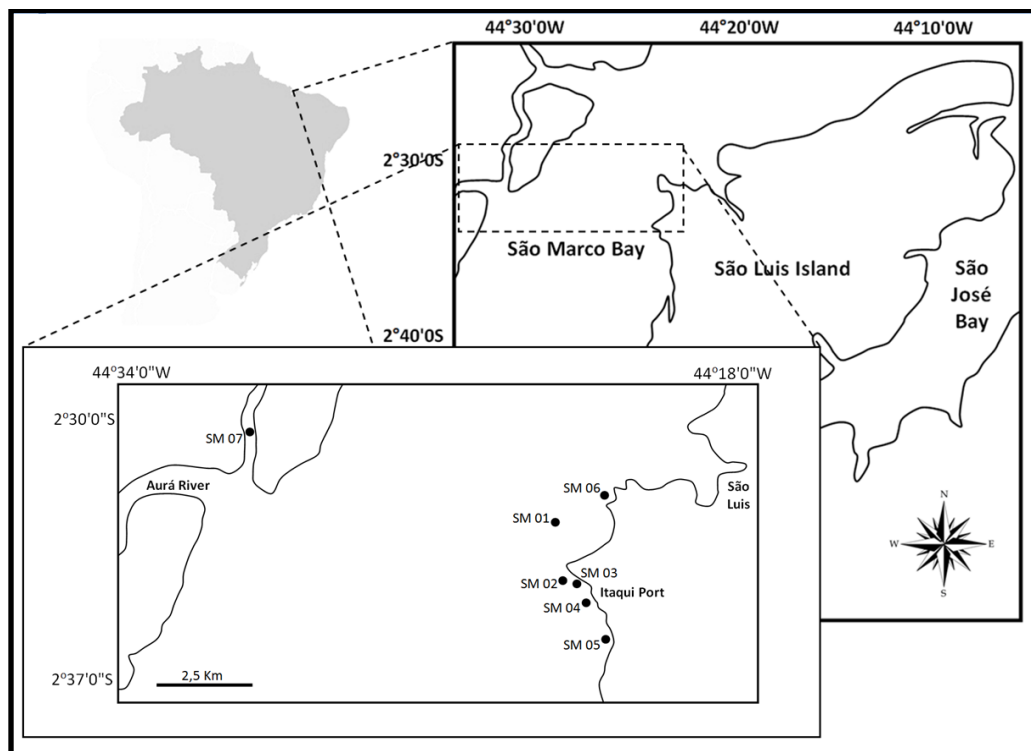 44°30'0W
44°20'0W
44°10'0W
2°30'0S
São Marco Bay
São Luis Island
São
José
Bay
2°40'0S
44°34'0"W
44°18'0"W
2°30'0"S
SM 07
Aurá River
SM 06
São
Luis
SM 01
SM 02
SM 03
Itaqui Port
SM 04
SM 05
2°37'0"S
2,5 Km
N
W
E
S